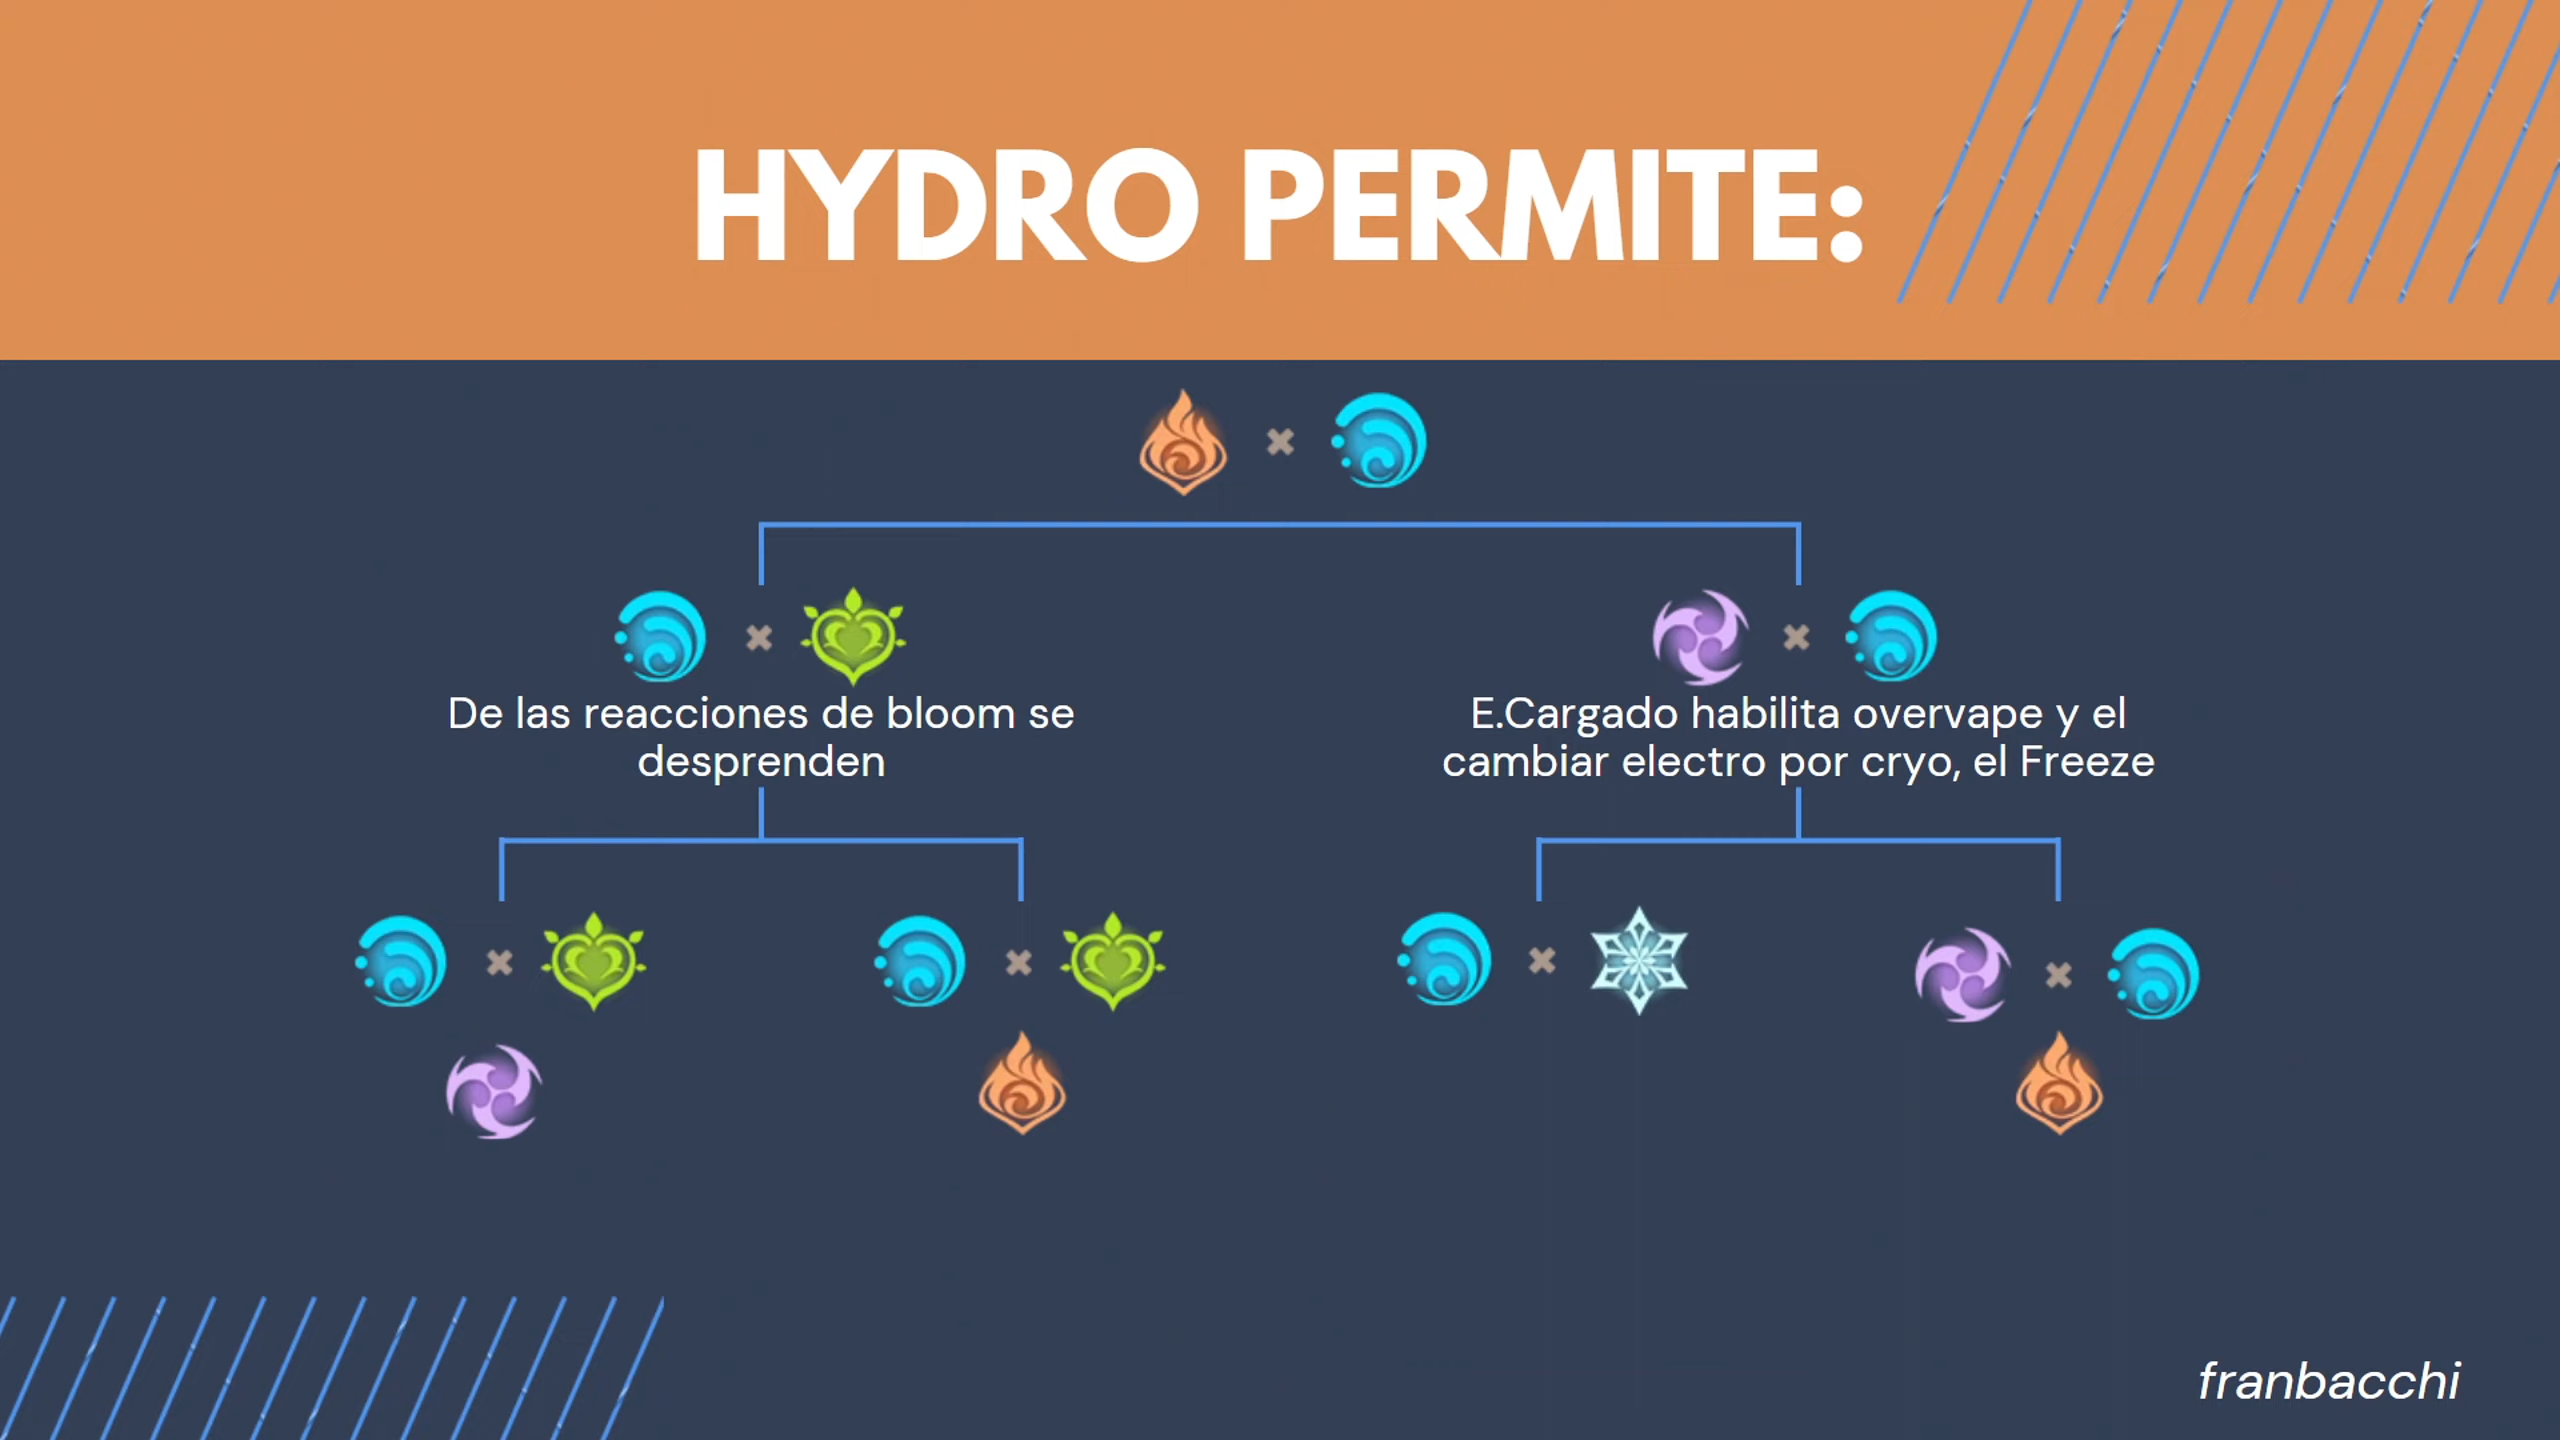 HYDRO PERMITE:
De las reacciones de bloom se
desprenden
E.Cargado habilita overvape y el
cambiar electro por cryo, el Freeze
franbacchi